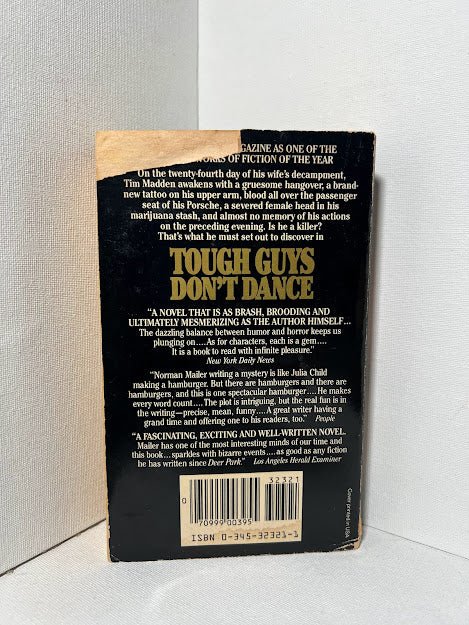 GAZINE AS ONE OF THE
WORKS OF FICTION OF THE YEAR
On the twenty-fourth day of his wife's decampment,
Tim Madden awakens with a gruesome hangover, a brand-
new tattoo on his upper arm, blood all over the passenger
seat of his Porsche, a severed female head in his
marijuana stash, and almost no memory of his actions
on the preceding evening. Is he a killer?
That's what he must set out to discover in
TOUGH GUYS
DON'T DANCE
"A NOVEL THAT IS AS BRASH, BROODING AND
ULTIMATELY MESMERIZING AS THE AUTHOR HIMSELF...
The dazzling balance between humor and horror keeps us
plunging on....As for characters, each is a gem....
It is a book to read with infinite pleasure."
New York Daily News
"Norman Mailer writing a mystery is like Julia Child
making a hamburger. But there are hamburgers and there are
hamburgers, and this is one spectacular hamburger....He makes
every word count....The plot is intriguing, but the real fun is in
the writing—precise, mean, funny....A great writer having a
grand time and offering one to his readers, too." People
"A FASCINATING, EXCITING AND WELL-WRITTEN NOVEL.
Mailer has one of the most interesting minds of our time and
this book...sparkles with bizarre events....as good as any fiction
he has written since Deer Park." Los Angeles Herald Examiner
32321
0
70999 00395
ISBN 0-345-32321-1
Cover printed in USA